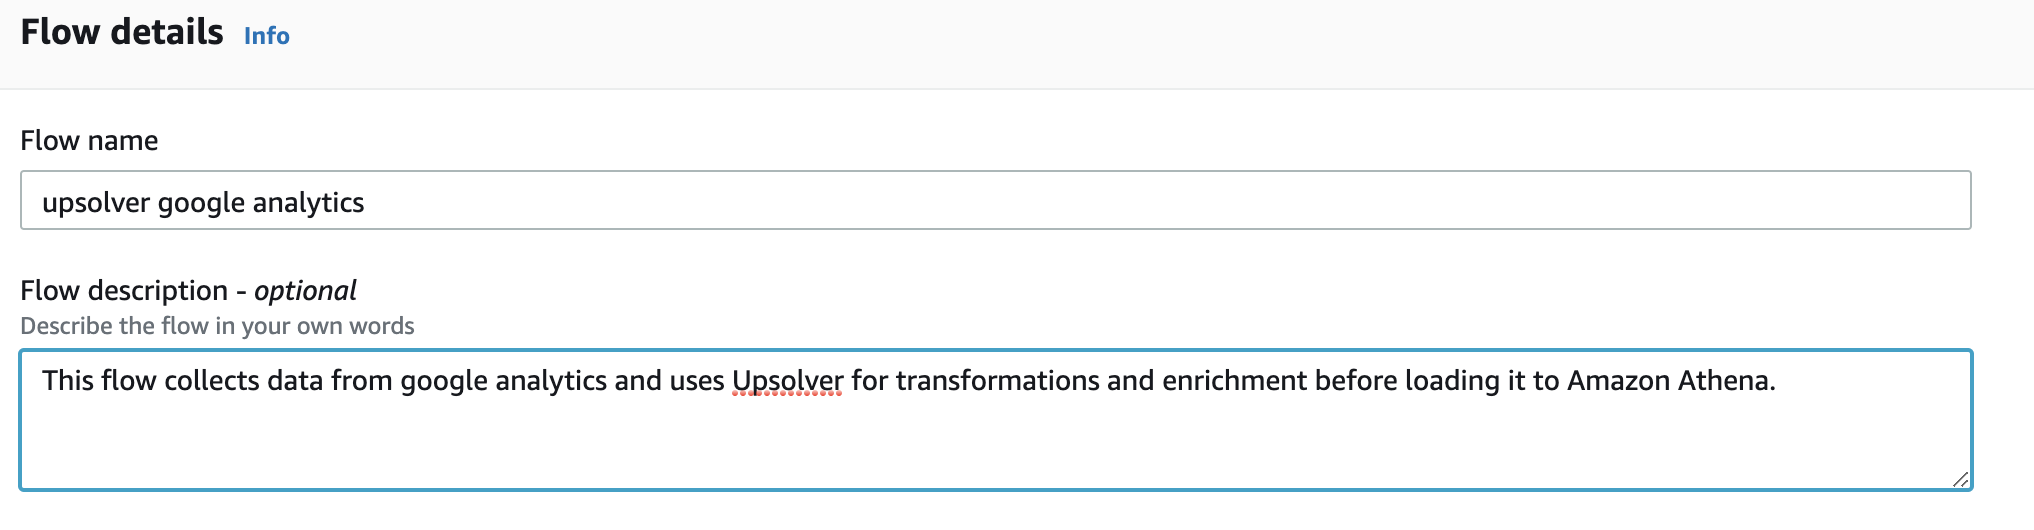 Flow details Info
Flow name
upsolver google analytics
Flow description - optional
Describe the flow in your own words
This flow collects data from google analytics and uses Upsolver for transformations and enrichment before loading it to Amazon Athena.